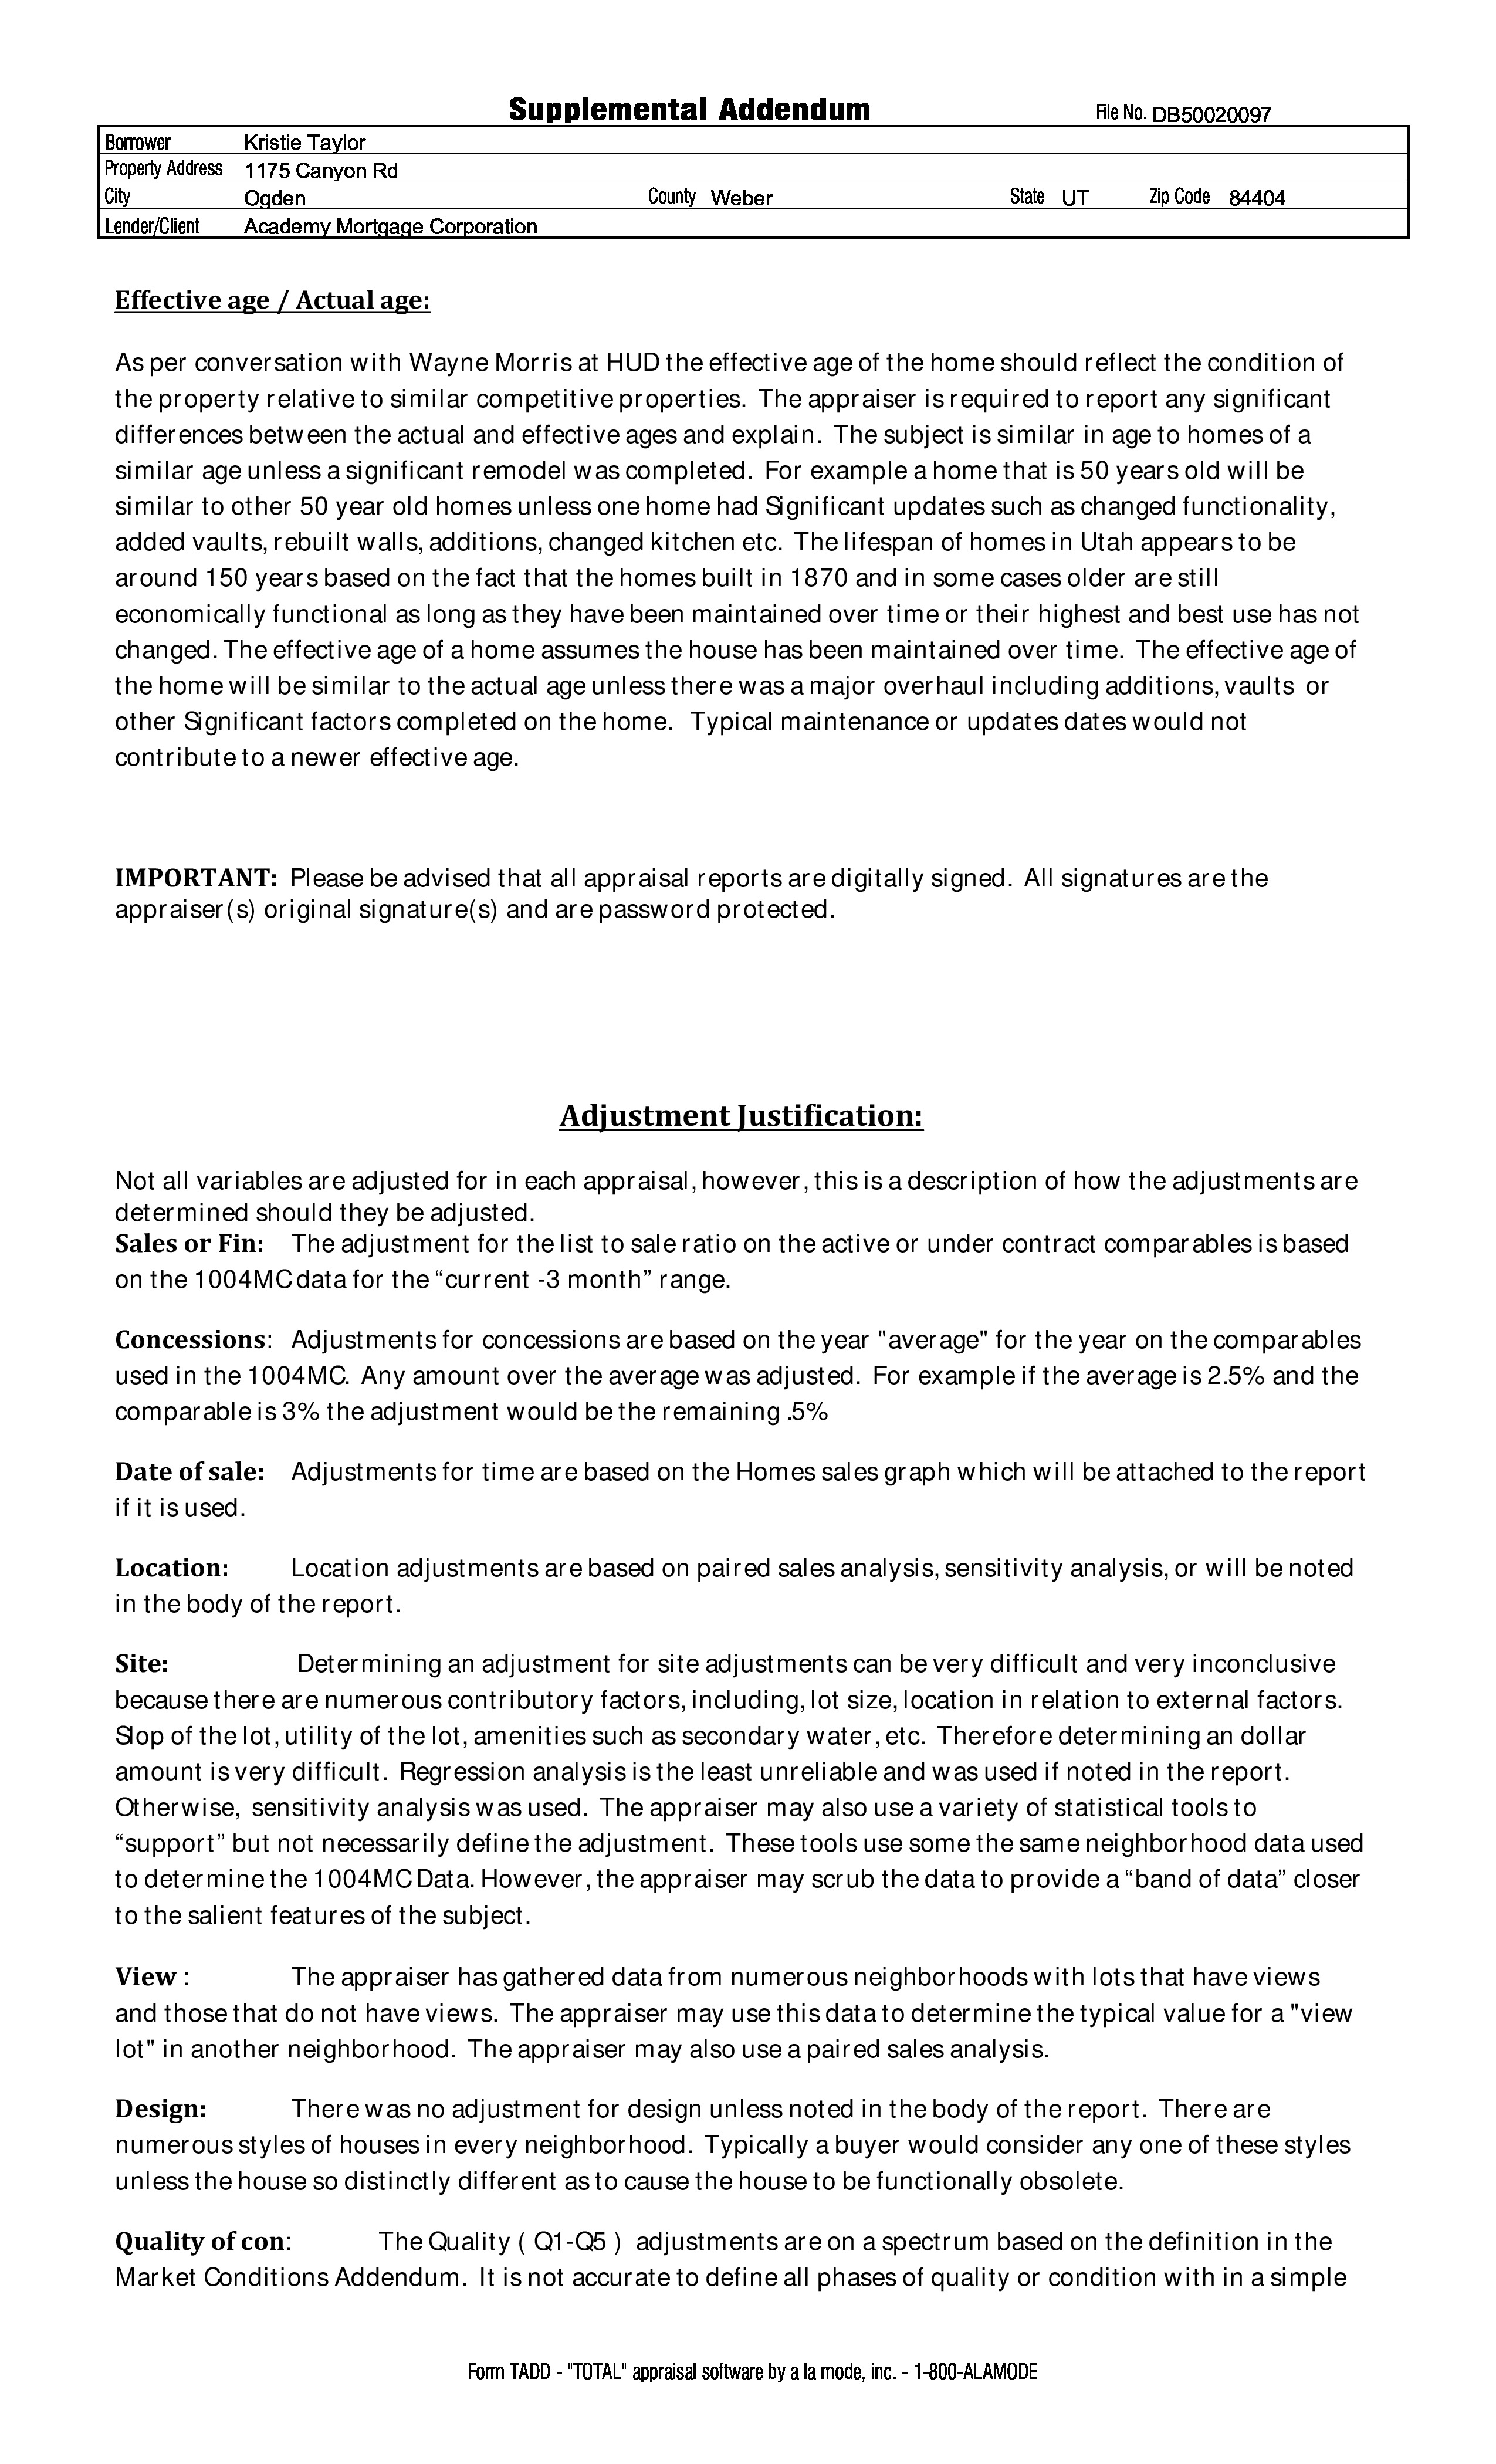 Supplemental Addendum File No. DB50020097
Borrower Kristie Taylor
Property Address 1175 Canyon Rd
City Ogden County Weber State UT Zip Code 84404
Lender/Client Academy Mortgage Corporation
Effective age / Actual age:
As per conversation with Wayne Morris at HUD the effective age of the home should reflect the condition of
the property relative to similar competitive properties. The appraiser is required to report any significant
differences between the actual and effective ages and explain. The subject is similar in age to homes of a
similar age unless a significant remodel was completed. For example a home that is 50 years old will be
similar to other 50 year old homes unless one home had Significant updates such as changed functionality,
added vaults, rebuilt walls, additions, changed kitchen etc. The lifespan of homes in Utah appears to be
around 150 years based on the fact that the homes built in 1870 and in some cases older are still
economically functional as long as they have been maintained over time or their highest and best use has not
changed. The effective age of a home assumes the house has been maintained over time. The effective age of
the home will be similar to the actual age unless there was a major overhaul including additions, vaults or
other Significant factors completed on the home. Typical maintenance or updates dates would not
contribute to a newer effective age.
IMPORTANT: Please be advised that all appraisal reports are digitally signed. All signatures are the
appraiser(s) original signature(s) and are password protected.
Adjustment Justification:
Not all variables are adjusted for in each appraisal, however, this is a description of how the adjustments are
determined should they be adjusted.
Sales or Fin: The adjustment for the list to sale ratio on the active or under contract comparables is based
on the 1004MC data for the “current -3 month” range.
Concessions: Adjustments for concessions are based on the year "average" for the year on the comparables
used in the 1004MC. Any amount over the average was adjusted. For example if the average is 2.5% and the
comparable is 3% the adjustment would be the remaining .5%
Date of sale: Adjustments for time are based on the Homes sales graph which will be attached to the report
if it is used.
Location: Location adjustments are based on paired sales analysis, sensitivity analysis, or will be noted
in the body of the report.
Site: Determining an adjustment for site adjustments can be very difficult and very inconclusive
because there are numerous contributory factors, including, lot size, location in relation to external factors.
Slop of the lot, utility of the lot, amenities such as secondary water, etc. Therefore determining an dollar
amount is very difficult. Regression analysis is the least unreliable and was used if noted in the report.
Otherwise, sensitivity analysis was used. The appraiser may also use a variety of statistical tools to
“support” but not necessarily define the adjustment. These tools use some the same neighborhood data used
to determine the 1004MC Data. However, the appraiser may scrub the data to provide a “band of data” closer
to the salient features of the subject.
View : The appraiser has gathered data from numerous neighborhoods with lots that have views
and those that do not have views. The appraiser may use this data to determine the typical value for a "view
lot" in another neighborhood. The appraiser may also use a paired sales analysis.
Design: There was no adjustment for design unless noted in the body of the report. There are
numerous styles of houses in every neighborhood. Typically a buyer would consider any one of these styles
unless the house so distinctly different as to cause the house to be functionally obsolete.
Quality of con: The Quality ( Q1-Q5 ) adjustments are on a spectrum based on the definition in the
Market Conditions Addendum. It is not accurate to define all phases of quality or condition with in a simple
Form TADD - "TOTAL" appraisal software by a la mode, inc. - 1-800-ALAMODE